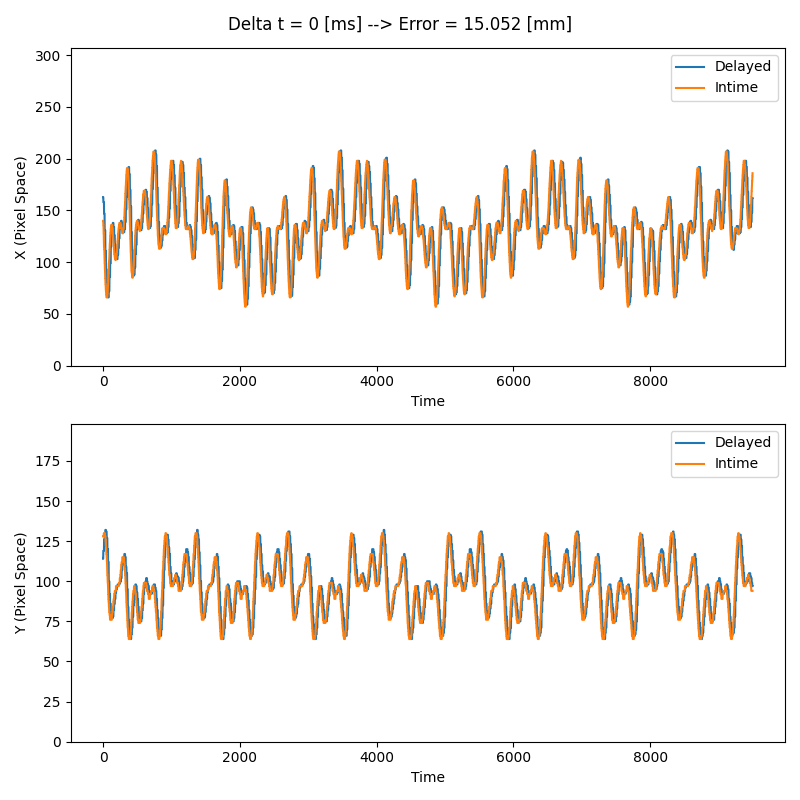 Delta t = 0 [ms] --> Error = 15.052 [mm]
300
250
200
150
100
50
0
X (Pixel Space)
Delayed
Intime
0
2000
4000
6000
8000
Time
175
150
125
100
75
50
25
0
Y (Pixel Space)
Delayed
Intime
0
2000
4000
6000
8000
Time